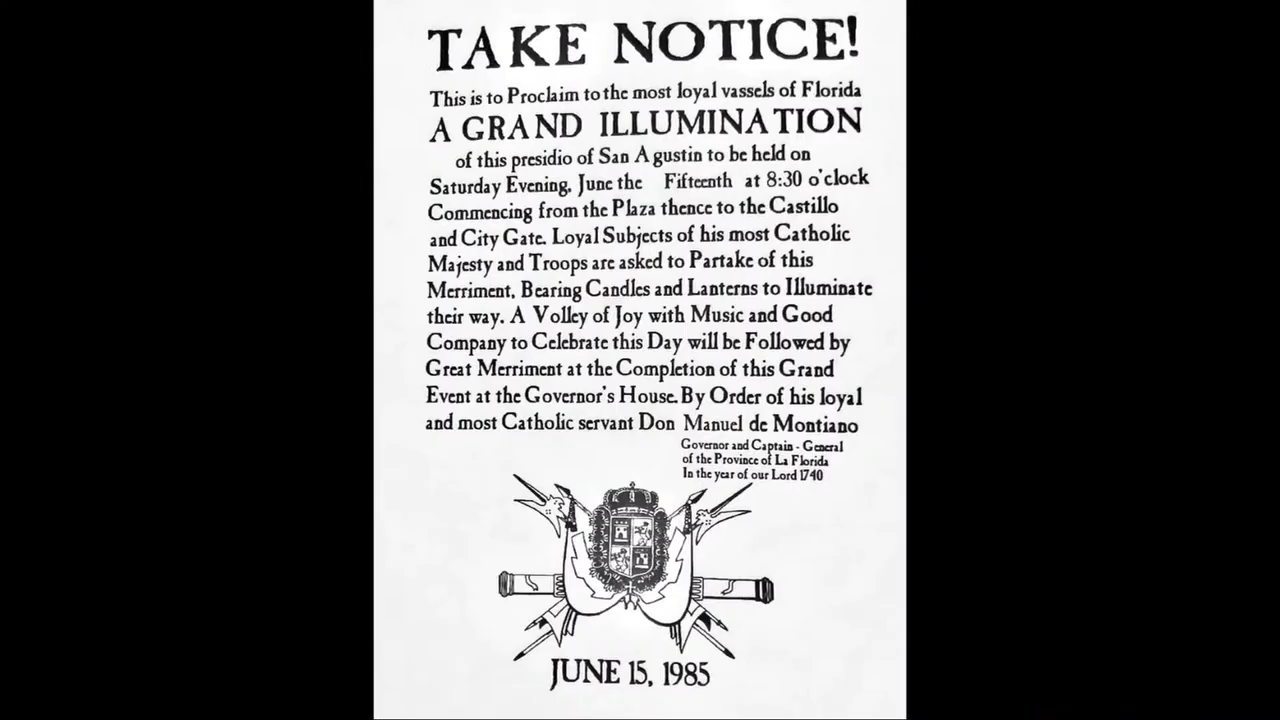 TAKE NOTICE!
This is to Proclaim to the most loyal vassels of Florida
A GRAND ILLUMINATION
of this presidio of San Agustin to be held on
Saturday Evening, June the Fifteenth at 8:30 o'clock
Commencing from the Plaza thence to the Castillo
and City Gate. Loyal Subjects of his most Catholic
Majesty and Troops are asked to Partake of this
Merriment, Bearing Candles and Lanterns to Illuminate
their way. A Volley of Joy with Music and Good
Company to Celebrate this Day will be Followed by
Great Merriment at the Completion of this Grand
Event at the Governor's House. By Order of his loyal
and most Catholic servant Don Manuel de Montiano
Governor and Captain - General
of the Province of La Florida
In the year of our Lord 1740
JUNE 15, 1985